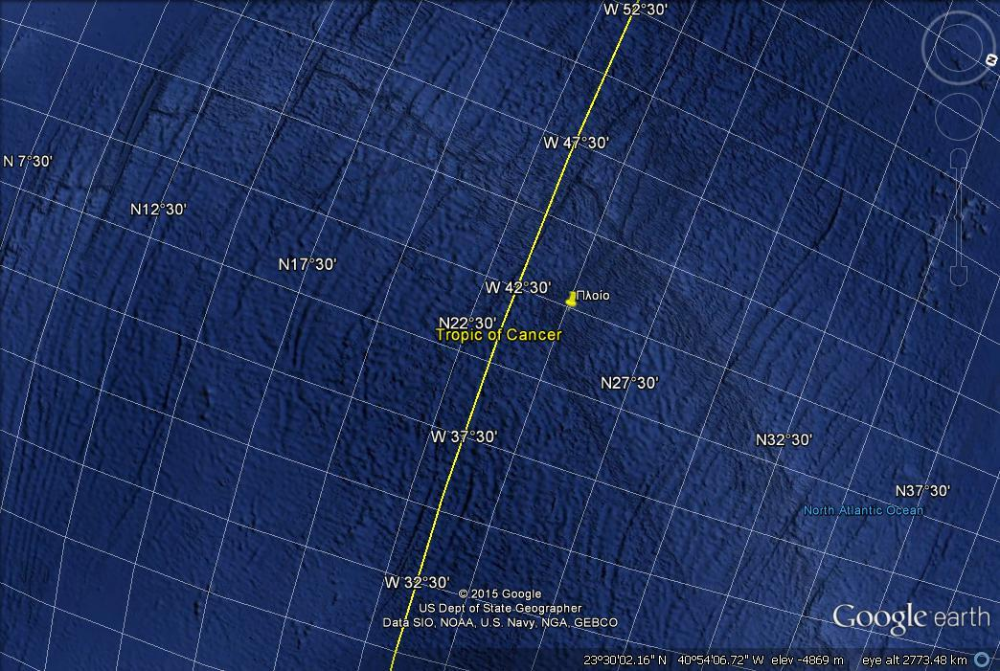 W 52°30'
W 47°30'
N 7°30'
N12°30'
N17°30'
W 42°30'
Πλοίο
N22°30'
Tropic of Cancer
N27°30'
W 37°30'
N32°30'
N37°30'
North Atlantic Ocean
W 32°30'
© 2015 Google
US Dept of State Geographer
Data SIO, NOAA, U.S. Navy, NGA, GEBCO
Google earth
23°30'02.16" N 40°54'06.72" W elev -4869 m eye alt 2773.48 km
N